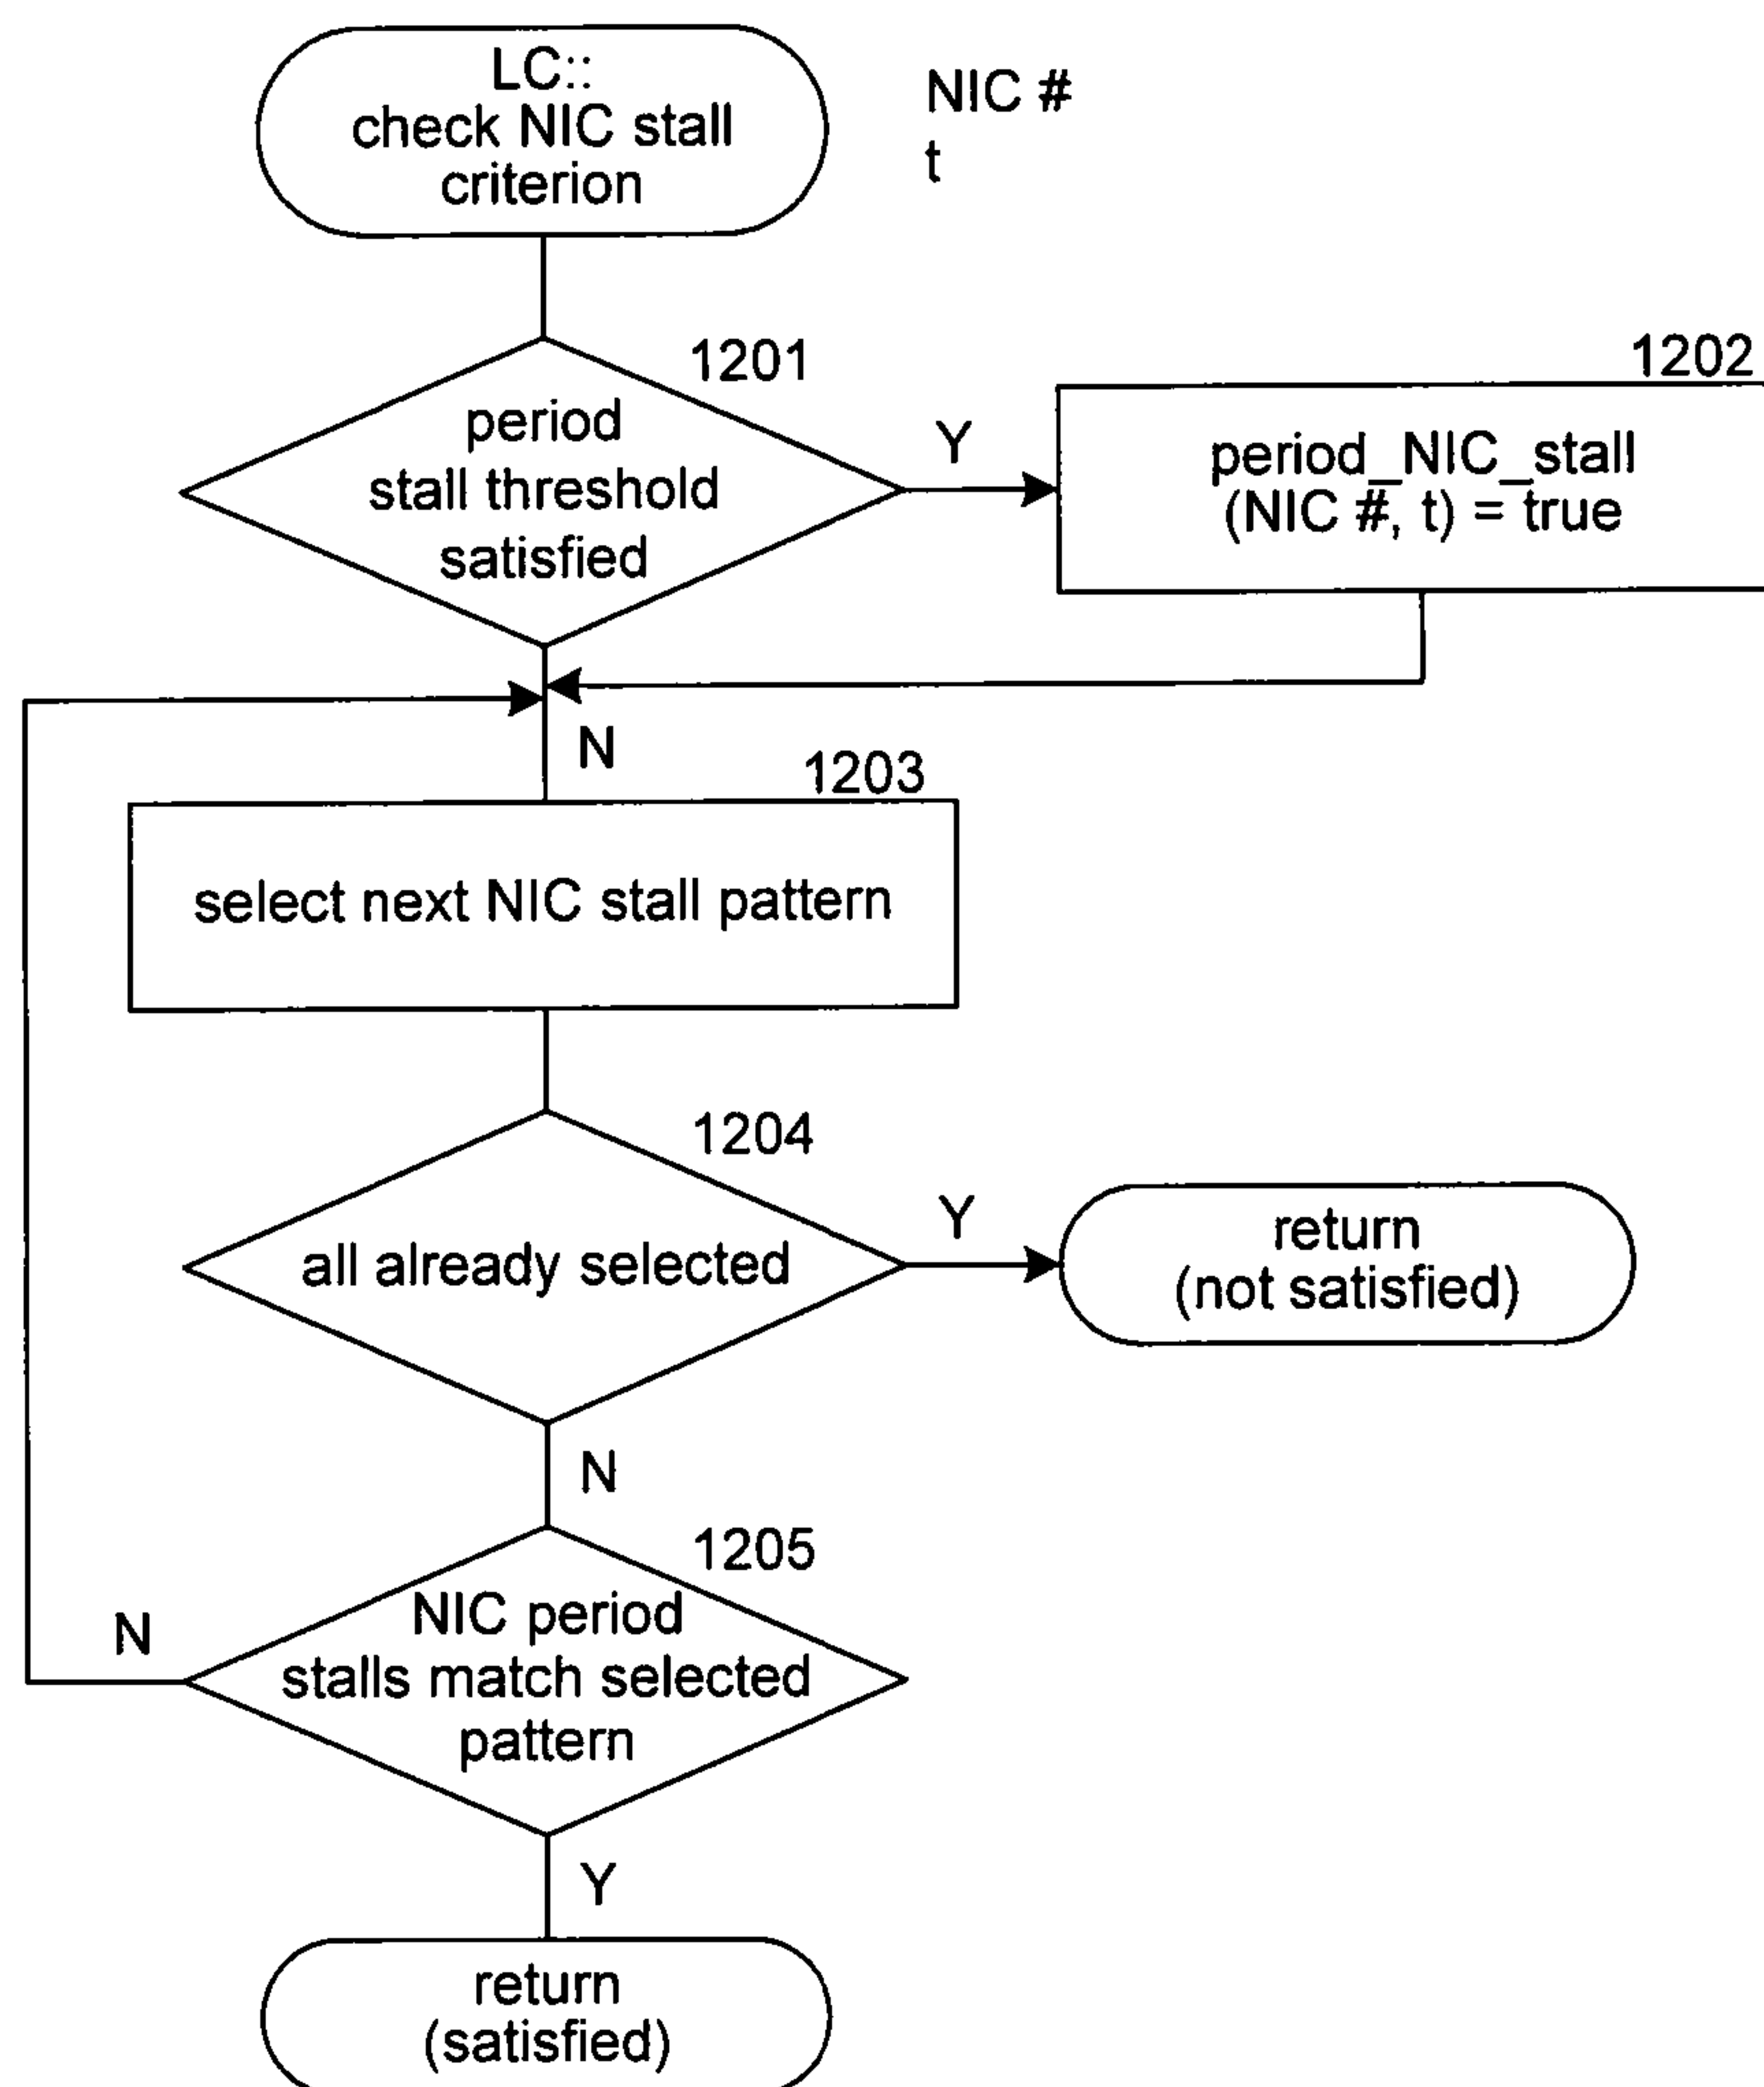 LC::
check NIC stall
criterion
NIC #
t
1201
period
stall threshold
satisfied
Y
1202
period_NIC_stall
(NIC #, t) = true
N
1203
select next NIC stall pattern
1204
all already selected
Y
return
(not satisfied)
N
1205
NIC period
stalls match selected
pattern
N
Y
return
(satisfied)